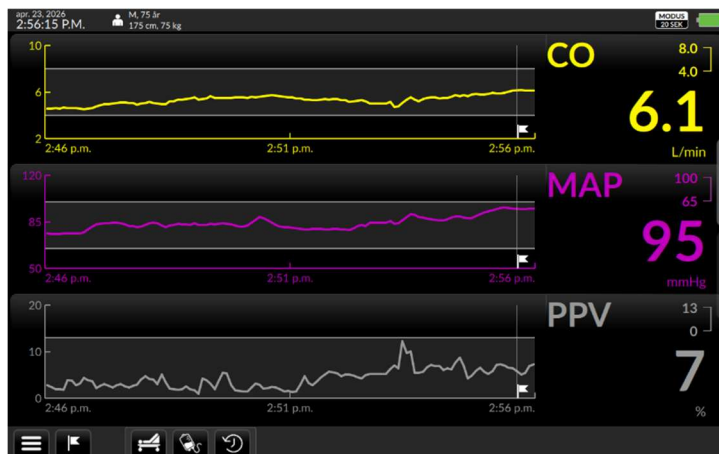 apr. 23, 2026
2:56:15 P.M.
M, 75 år
175 cm, 75 kg
MODUS
20 SEK
10
6
2
2:46 p.m.
2:51 p.m.
2:56 p.m.
CO
8.0
4.0
6.1
L/min
120
85
50
2:46 p.m.
2:51 p.m.
2:56 p.m.
MAP
100
65
95
mmHg
20
10
0
2:46 p.m.
2:51 p.m.
2:56 p.m.
PPV
13
0
7
%